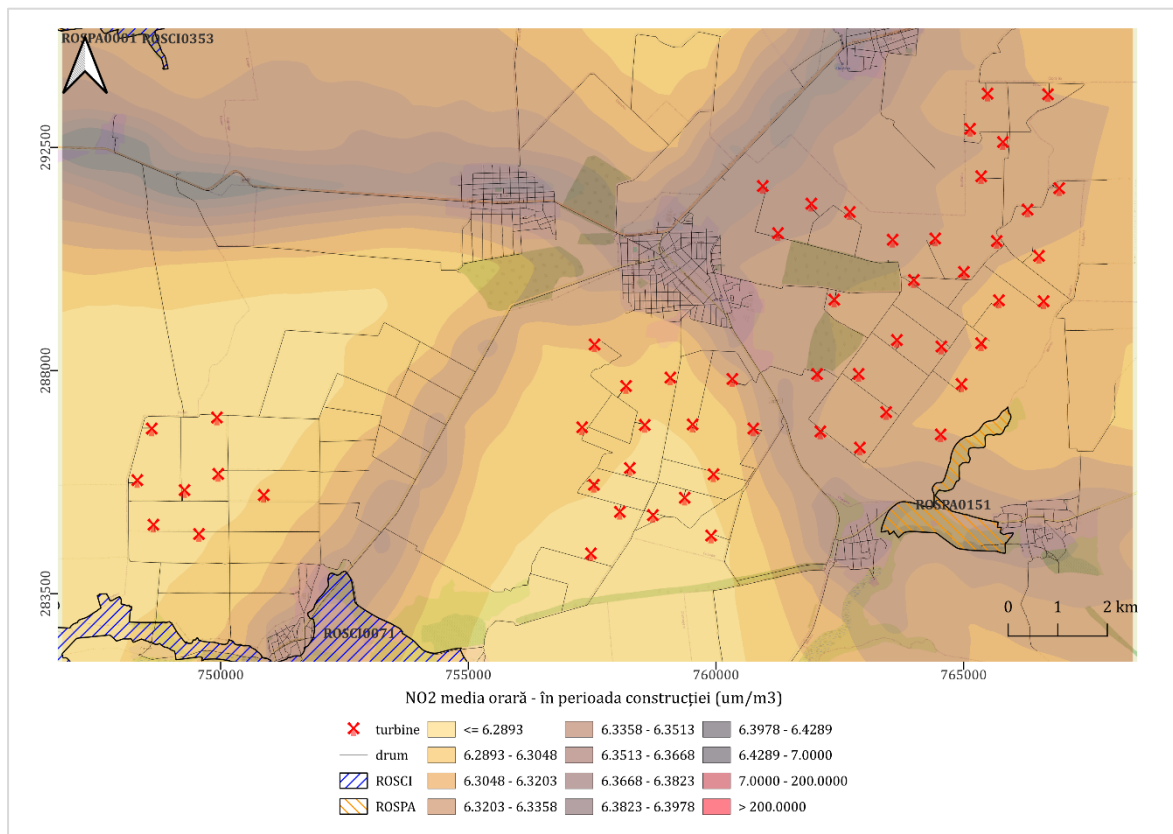 ROSPA0001 ROSCI0353
292500
288000
283500
ROSPA0151
ROSCI0071
0 1 2 km
750000 755000 760000 765000
NO2 media orară - în perioada construcției (um/m3)
turbine <= 6.2893 6.3358 - 6.3513 6.3978 - 6.4289
drum 6.2893 - 6.3048 6.3513 - 6.3668 6.4289 - 7.0000
ROSCI 6.3048 - 6.3203 6.3668 - 6.3823 7.0000 - 200.0000
ROSPA 6.3203 - 6.3358 6.3823 - 6.3978 > 200.0000